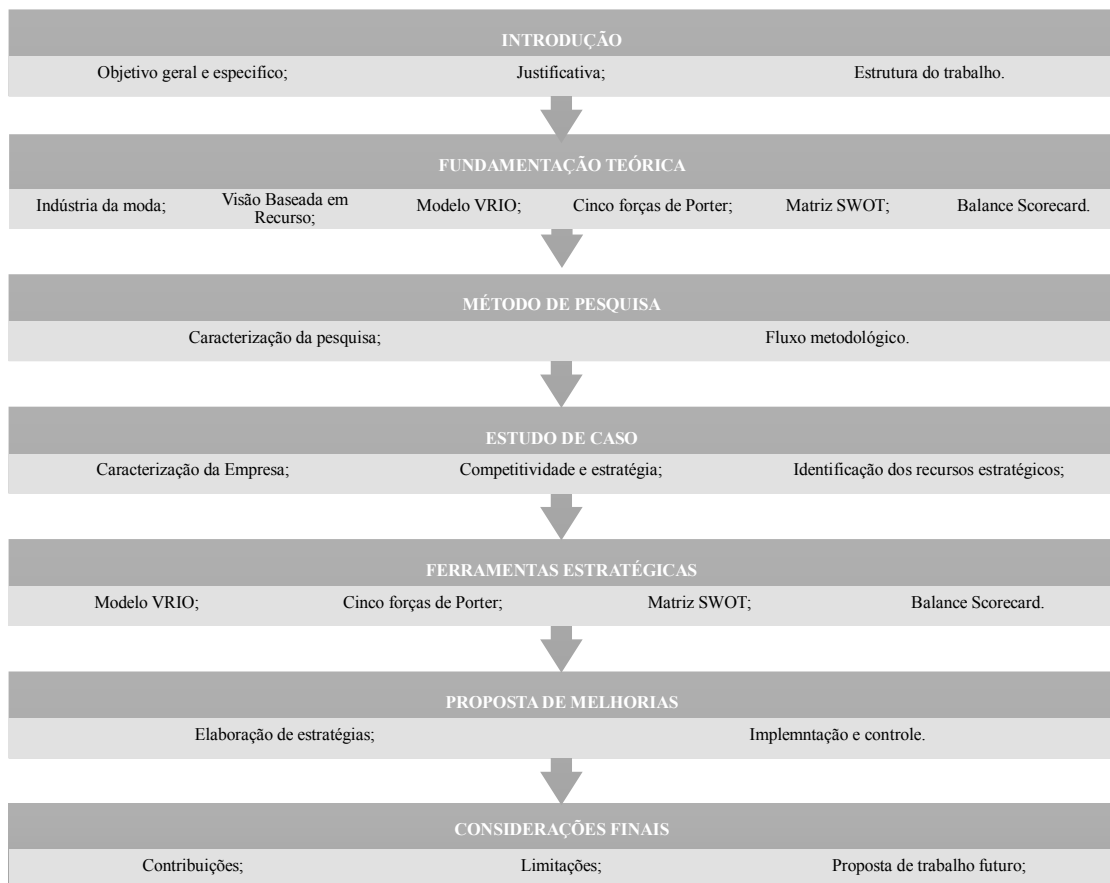 INTRODUÇÃO
Objetivo geral e especifico; Justificativa; Estrutura do trabalho.
FUNDAMENTAÇÃO TEÓRICA
Indústria da moda; Visão Baseada em Recurso; Modelo VRIO; Cinco forças de Porter; Matriz SWOT; Balance Scorecard.
MÉTODO DE PESQUISA
Caracterização da pesquisa; Fluxo metodológico.
ESTUDO DE CASO
Caracterização da Empresa; Competitividade e estratégia; Identificação dos recursos estratégicos;
FERRAMENTAS ESTRATÉGICAS
Modelo VRIO; Cinco forças de Porter; Matriz SWOT; Balance Scorecard.
PROPOSTA DE MELHORIAS
Elaboração de estratégias; Implemntação e controle.
CONSIDERAÇÕES FINAIS
Contribuições; Limitações; Proposta de trabalho futuro;